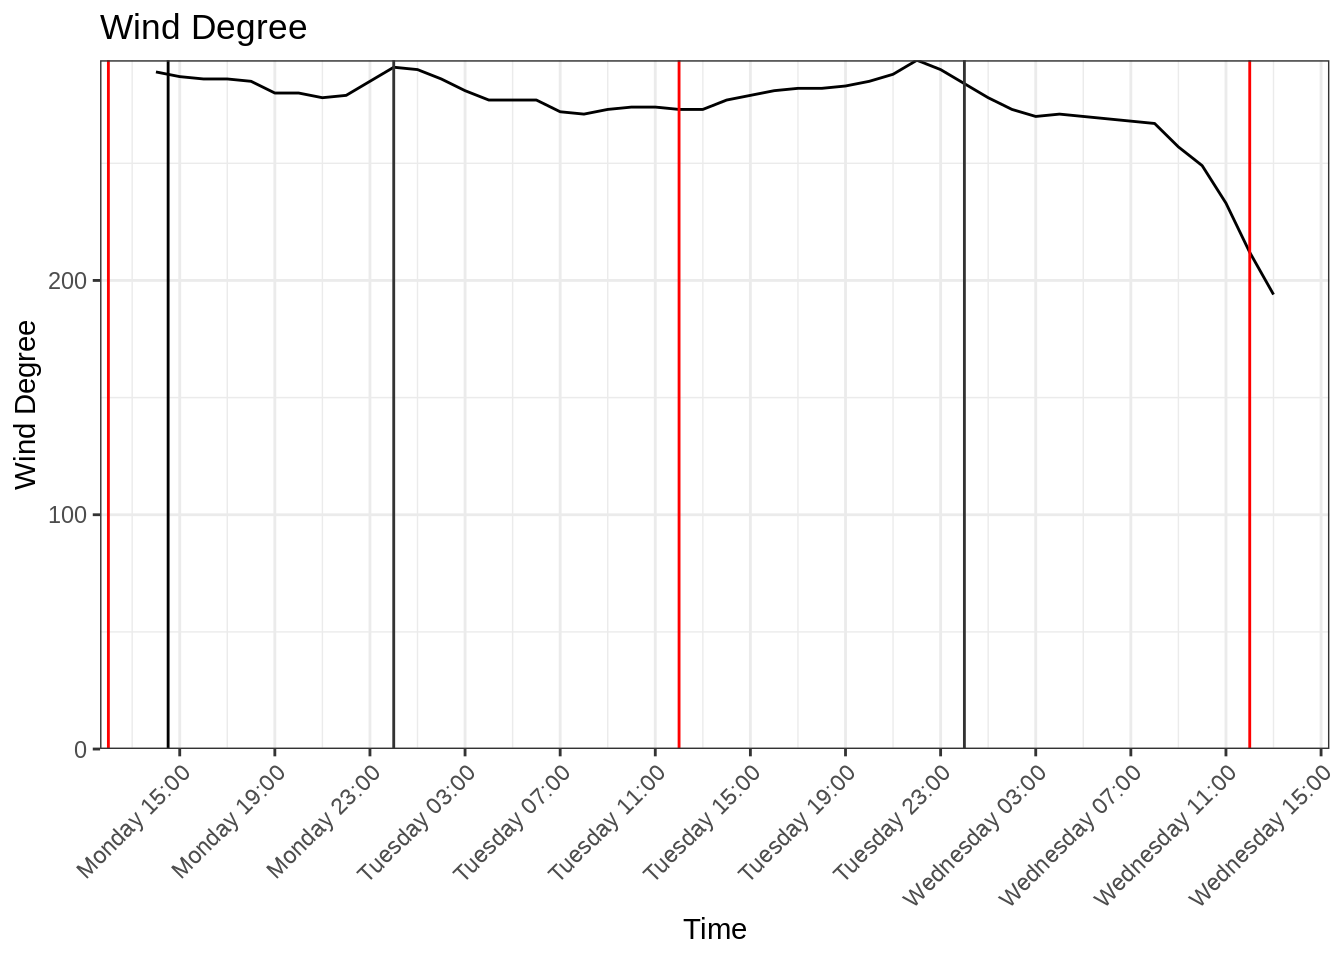 Wind Degree
Wind Degree
200
100
0
Monday 15:00
Monday 19:00
Monday 23:00
Tuesday 03:00
Tuesday 07:00
Tuesday 11:00
Tuesday 15:00
Tuesday 19:00
Tuesday 23:00
Wednesday 03:00
Wednesday 07:00
Wednesday 11:00
Wednesday 15:00
Time